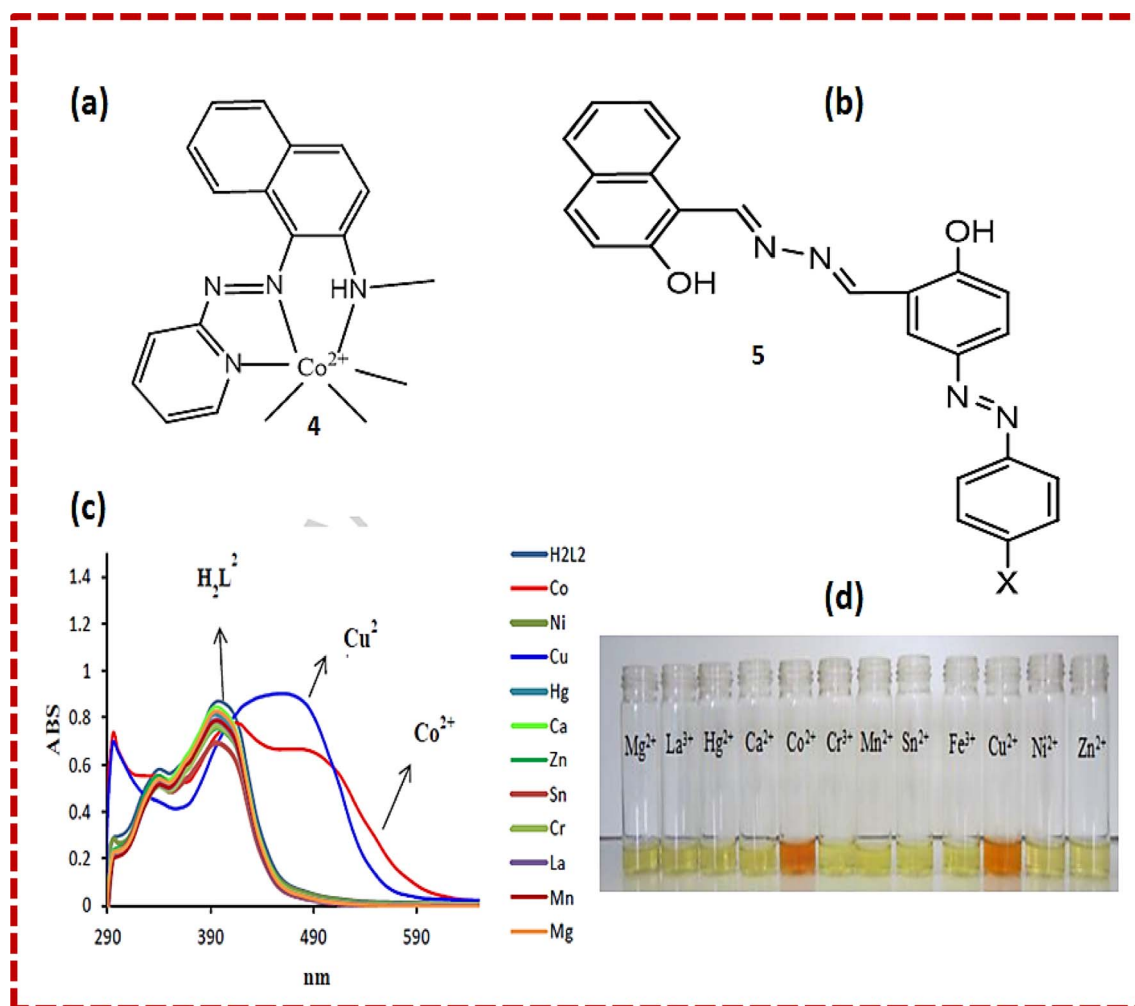 (a)
N=N
N
HN
N
Co²⁺
4
(b)
OH
N
N
OH
5
N
N
X
(c)
H₂L²
Cu²
Co²⁺
ABS
1.4
1.2
1
0.8
0.6
0.4
0.2
0
290
390
490
590
nm
H2L2
Co
Ni
Cu
Hg
Ca
Zn
Sn
Cr
La
Mn
Mg
(d)
Mg²⁺ La³⁺ Hg²⁺ Ca²⁺ Co²⁺ Cr³⁺ Mn²⁺ Sn²⁺ Fe³⁺ Cu²⁺ Ni²⁺ Zn²⁺